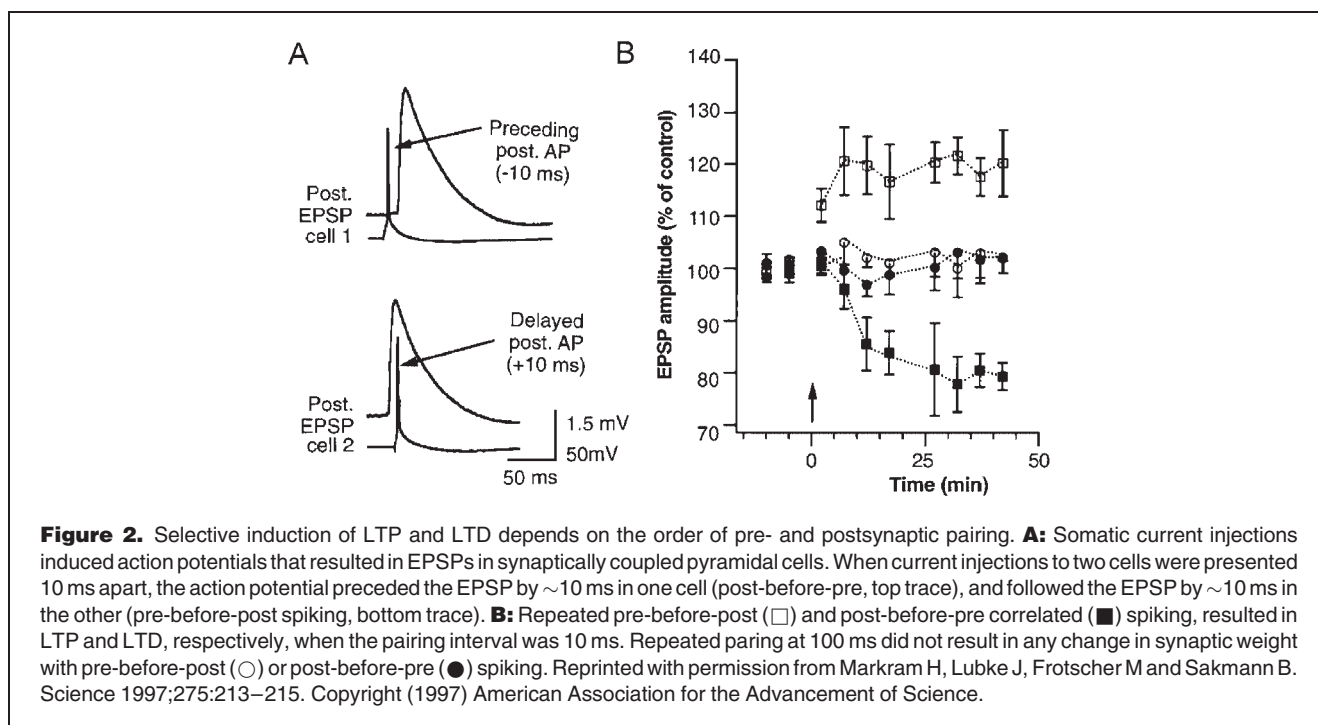 A
Preceding
post. AP
(-10 ms)
Post.
EPSP
cell 1
Delayed
post. AP
(+10 ms)
Post.
EPSP
cell 2
1.5 mV
50mV
50 ms
B
EPSP amplitude (% of control)
140
130
120
110
100
90
80
70
0
25
50
Time (min)
Figure 2. Selective induction of LTP and LTD depends on the order of pre- and postsynaptic pairing. A: Somatic current injections
induced action potentials that resulted in EPSPs in synaptically coupled pyramidal cells. When current injections to two cells were presented
10 ms apart, the action potential preceded the EPSP by ∼10 ms in one cell (post-before-pre, top trace), and followed the EPSP by ∼10 ms in
the other (pre-before-post spiking, bottom trace). B: Repeated pre-before-post (□) and post-before-pre correlated (■) spiking, resulted in
LTP and LTD, respectively, when the pairing interval was 10 ms. Repeated paring at 100 ms did not result in any change in synaptic weight
with pre-before-post (○) or post-before-pre (●) spiking. Reprinted with permission from Markram H, Lubke J, Frotscher M and Sakmann B.
Science 1997;275:213–215. Copyright (1997) American Association for the Advancement of Science.